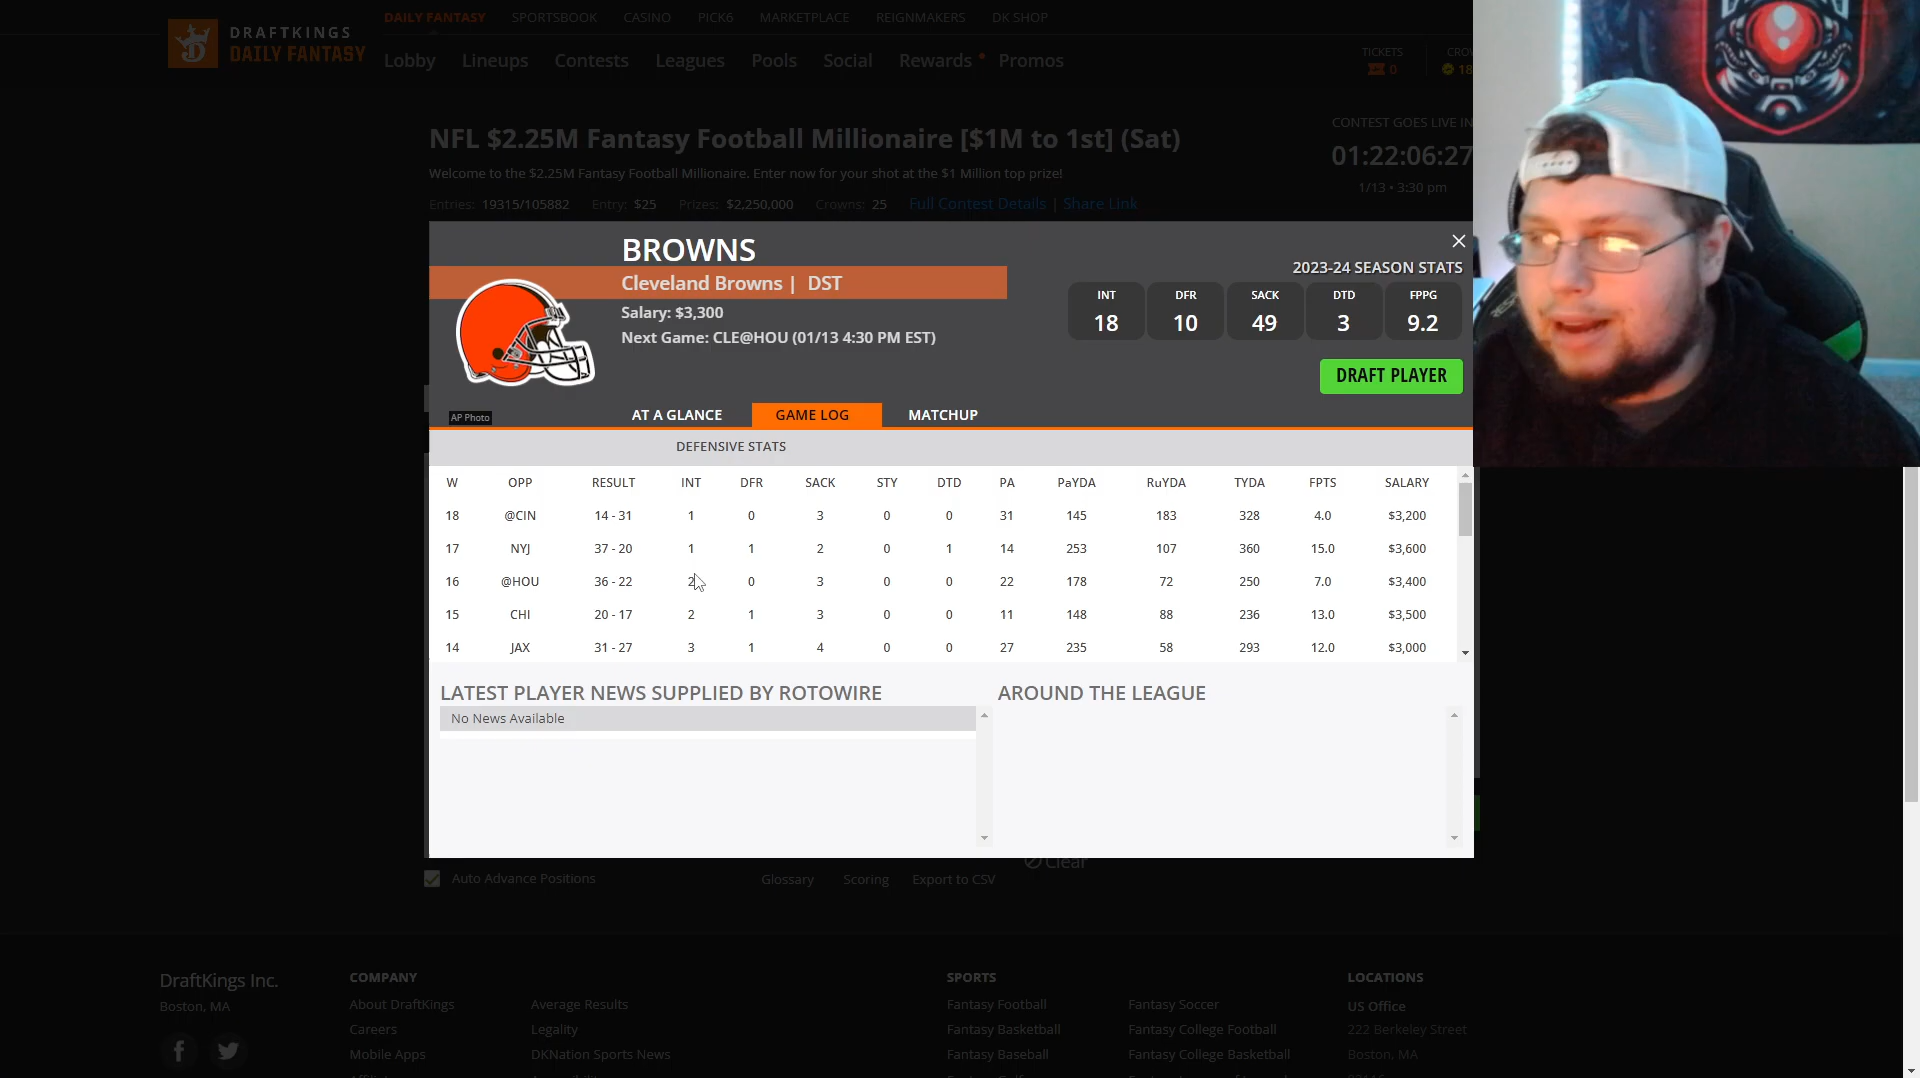 DAILY FANTASY SPORTSBOOK CASINO PICK6 MARKETPLACE REIGNMAKERS DK SHOP
DRAFTKINGS
DAILY FANTASY
Lobby Lineups Contests Leagues Pools Social Rewards Promos
TICKETS
0 18
NFL $2.25M Fantasy Football Millionaire [$1M to 1st] (Sat)
CONTEST GOES LIVE IN
01:22:06:27
Welcome to the $2.25M Fantasy Football Millionaire. Enter now for your shot at the $1 Million top prize!
1/13 • 3:30 pm
Entries: 19315/105882 Entry: $25 Prizes: $2,250,000 Crowns: 25 Full Contest Details | Share Link
BROWNS
Cleveland Browns | DST
Salary: $3,300
Next Game: CLE@HOU (01/13 4:30 PM EST)
2023-24 SEASON STATS
INT DFR SACK DTD FPPG
18 10 49 3 9.2
DRAFT PLAYER
AP Photo
AT A GLANCE GAME LOG MATCHUP
DEFENSIVE STATS
W OPP RESULT INT DFR SACK STY DTD PA PaYDA RuYDA TYDA FPTS SALARY
18 @CIN 14 - 31 1 0 3 0 0 31 145 183 328 4.0 $3,200
17 NYJ 37 - 20 1 1 2 0 1 14 253 107 360 15.0 $3,600
16 @HOU 36 - 22 2 0 3 0 0 22 178 72 250 7.0 $3,400
15 CHI 20 - 17 2 1 3 0 0 11 148 88 236 13.0 $3,500
14 JAX 31 - 27 3 1 4 0 0 27 235 58 293 12.0 $3,000
LATEST PLAYER NEWS SUPPLIED BY ROTOWIRE
No News Available
AROUND THE LEAGUE
Clear
Auto Advance Positions Glossary Scoring Export to CSV
DraftKings Inc.
Boston, MA
COMPANY
About DraftKings Average Results
Careers Legality
Mobile Apps DKNation Sports News
SPORTS
Fantasy Football Fantasy Soccer
Fantasy Basketball Fantasy College Football
Fantasy Baseball Fantasy College Basketball
LOCATIONS
US Office
222 Berkeley Street
Boston, MA